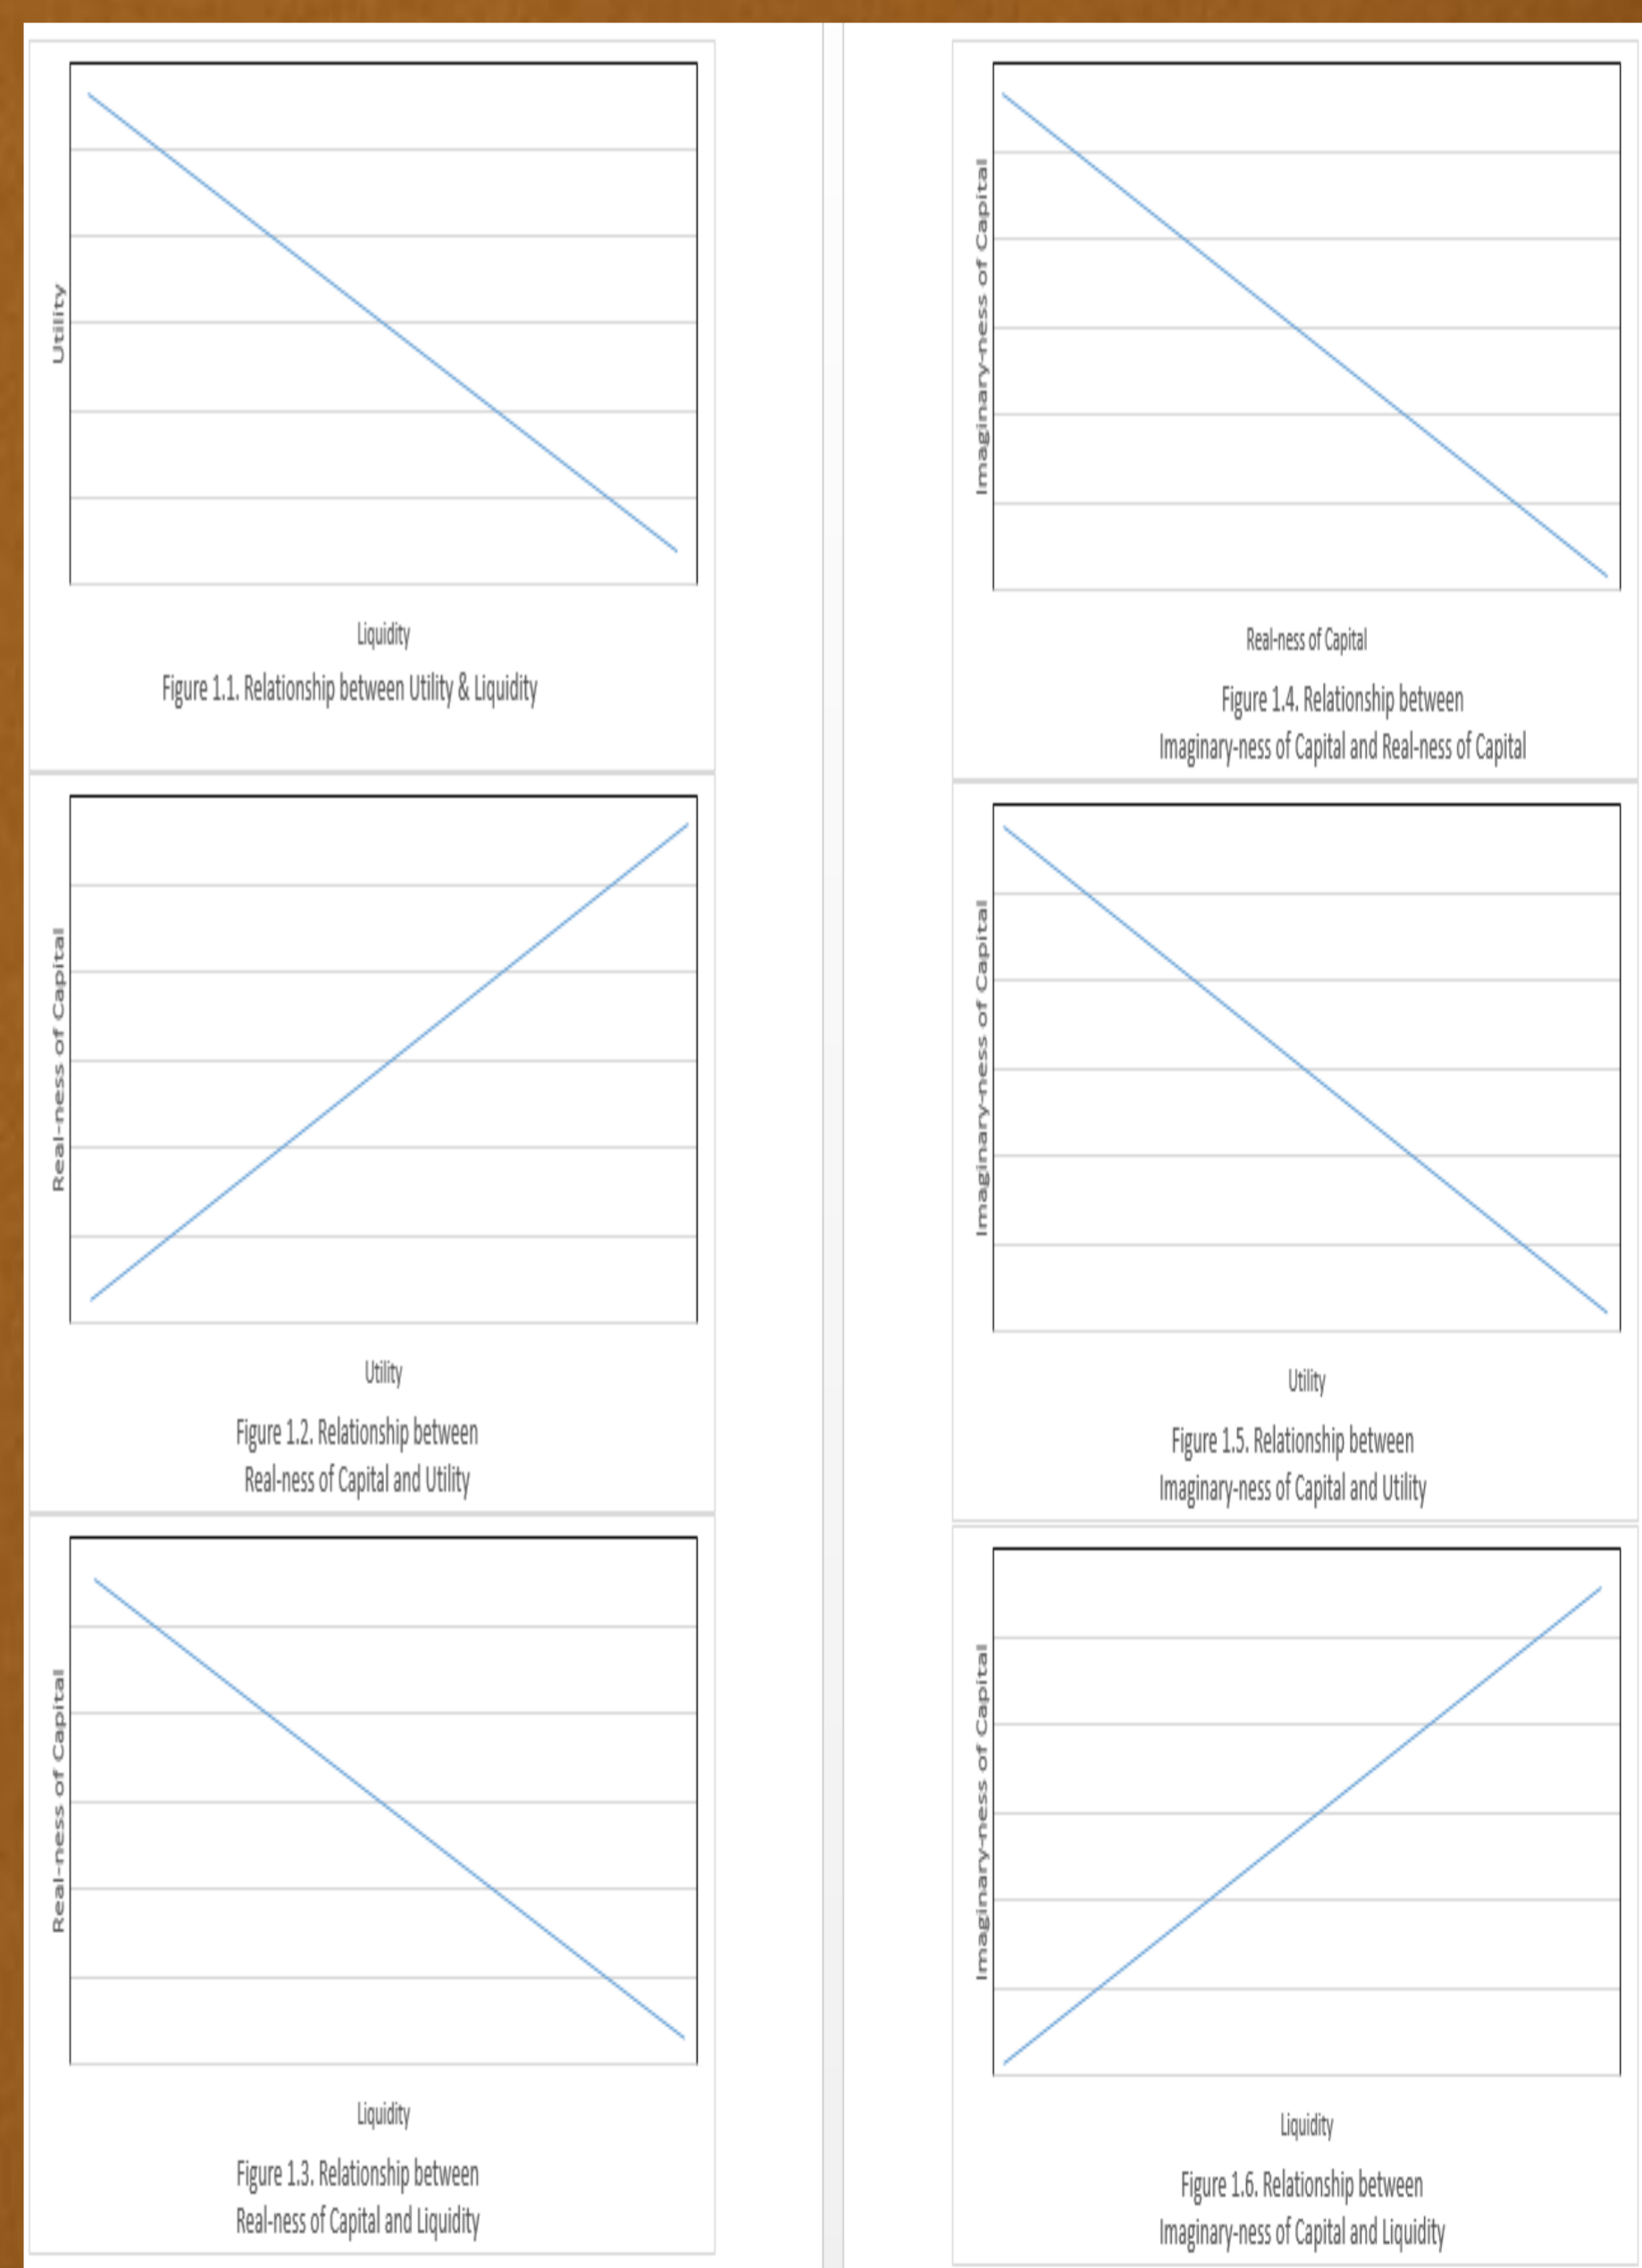 Utility
Liquidity
Figure 1.1. Relationship between Utility & Liquidity
Real-ness of Capital
Utility
Figure 1.2. Relationship between
Real-ness of Capital and Utility
Real-ness of Capital
Liquidity
Figure 1.3. Relationship between
Real-ness of Capital and Liquidity
Imaginary-ness of Capital
Real-ness of Capital
Figure 1.4. Relationship between
Imaginary-ness of Capital and Real-ness of Capital
Imaginary-ness of Capital
Utility
Figure 1.5. Relationship between
Imaginary-ness of Capital and Utility
Imaginary-ness of Capital
Liquidity
Figure 1.6. Relationship between
Imaginary-ness of Capital and Liquidity